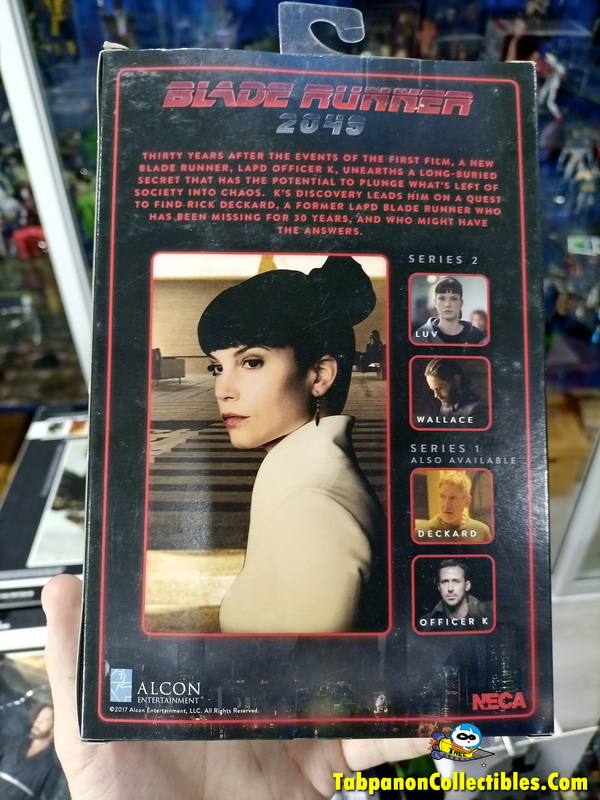 BLADE RUNNER
2049
THIRTY YEARS AFTER THE EVENTS OF THE FIRST FILM, A NEW
BLADE RUNNER, LAPD OFFICER K, UNEARTHS A LONG-BURIED
SECRET THAT HAS THE POTENTIAL TO PLUNGE WHAT'S LEFT OF
SOCIETY INTO CHAOS. K'S DISCOVERY LEADS HIM ON A QUEST
TO FIND RICK DECKARD, A FORMER LAPD BLADE RUNNER WHO
HAS BEEN MISSING FOR 30 YEARS, AND WHO MIGHT HAVE
THE ANSWERS.
SERIES 2
LUV
WALLACE
SERIES 1
ALSO AVAILABLE
DECKARD
OFFICER K
ALCON
ENTERTAINMENT
©2017 Alcon Entertainment, LLC, All Rights Reserved.
NECA
TabpanonCollectibles.Com